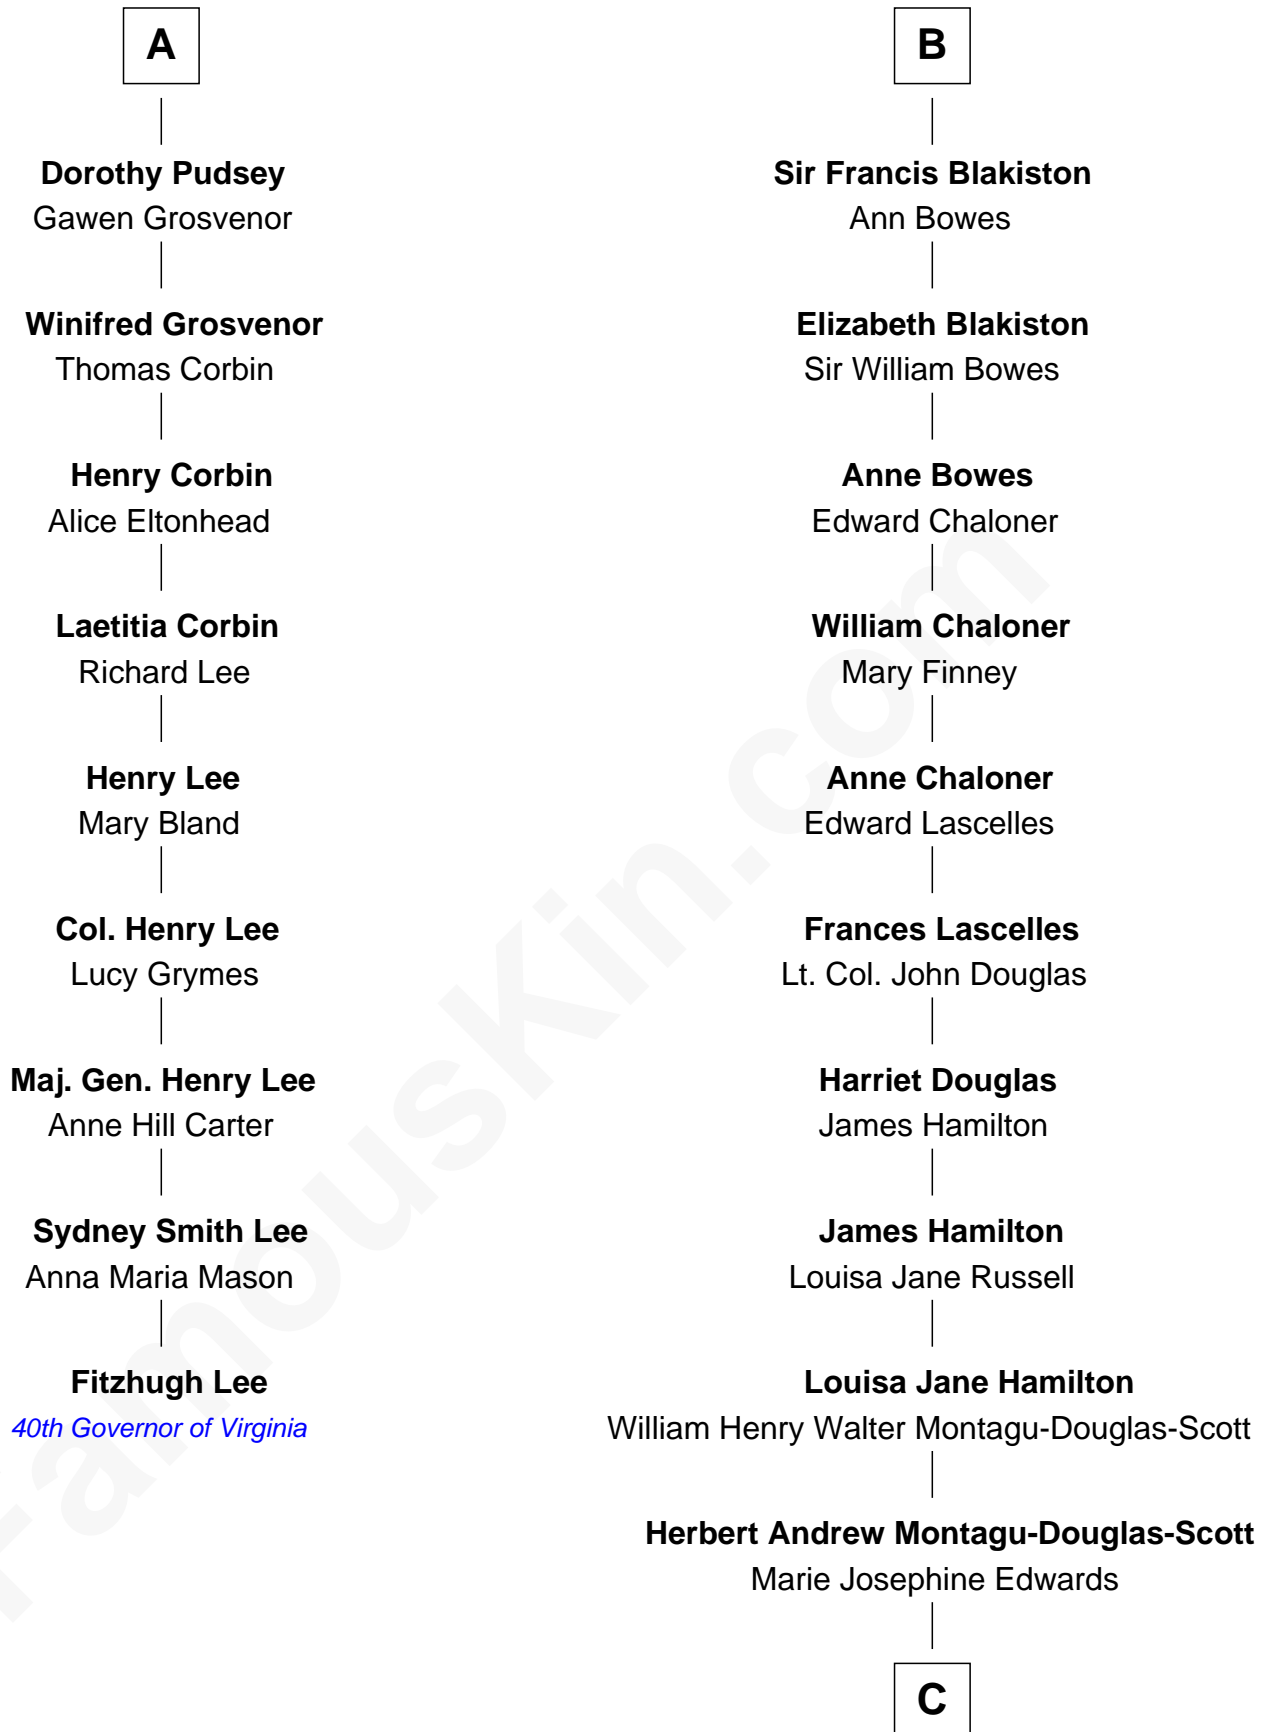 A
Dorothy Pudsey
Gawen Grosvenor
Winifred Grosvenor
Thomas Corbin
Henry Corbin
Alice Eltonhead
Laetitia Corbin
Richard Lee
Henry Lee
Mary Bland
Col. Henry Lee
Lucy Grymes
Maj. Gen. Henry Lee
Anne Hill Carter
Sydney Smith Lee
Anna Maria Mason
Fitzhugh Lee
40th Governor of Virginia
B
Sir Francis Blakiston
Ann Bowes
Elizabeth Blakiston
Sir William Bowes
Anne Bowes
Edward Chaloner
William Chaloner
Mary Finney
Anne Chaloner
Edward Lascelles
Frances Lascelles
Lt. Col. John Douglas
Harriet Douglas
James Hamilton
James Hamilton
Louisa Jane Russell
Louisa Jane Hamilton
William Henry Walter Montagu-Douglas-Scott
Herbert Andrew Montagu-Douglas-Scott
Marie Josephine Edwards
C
FamousKin.com